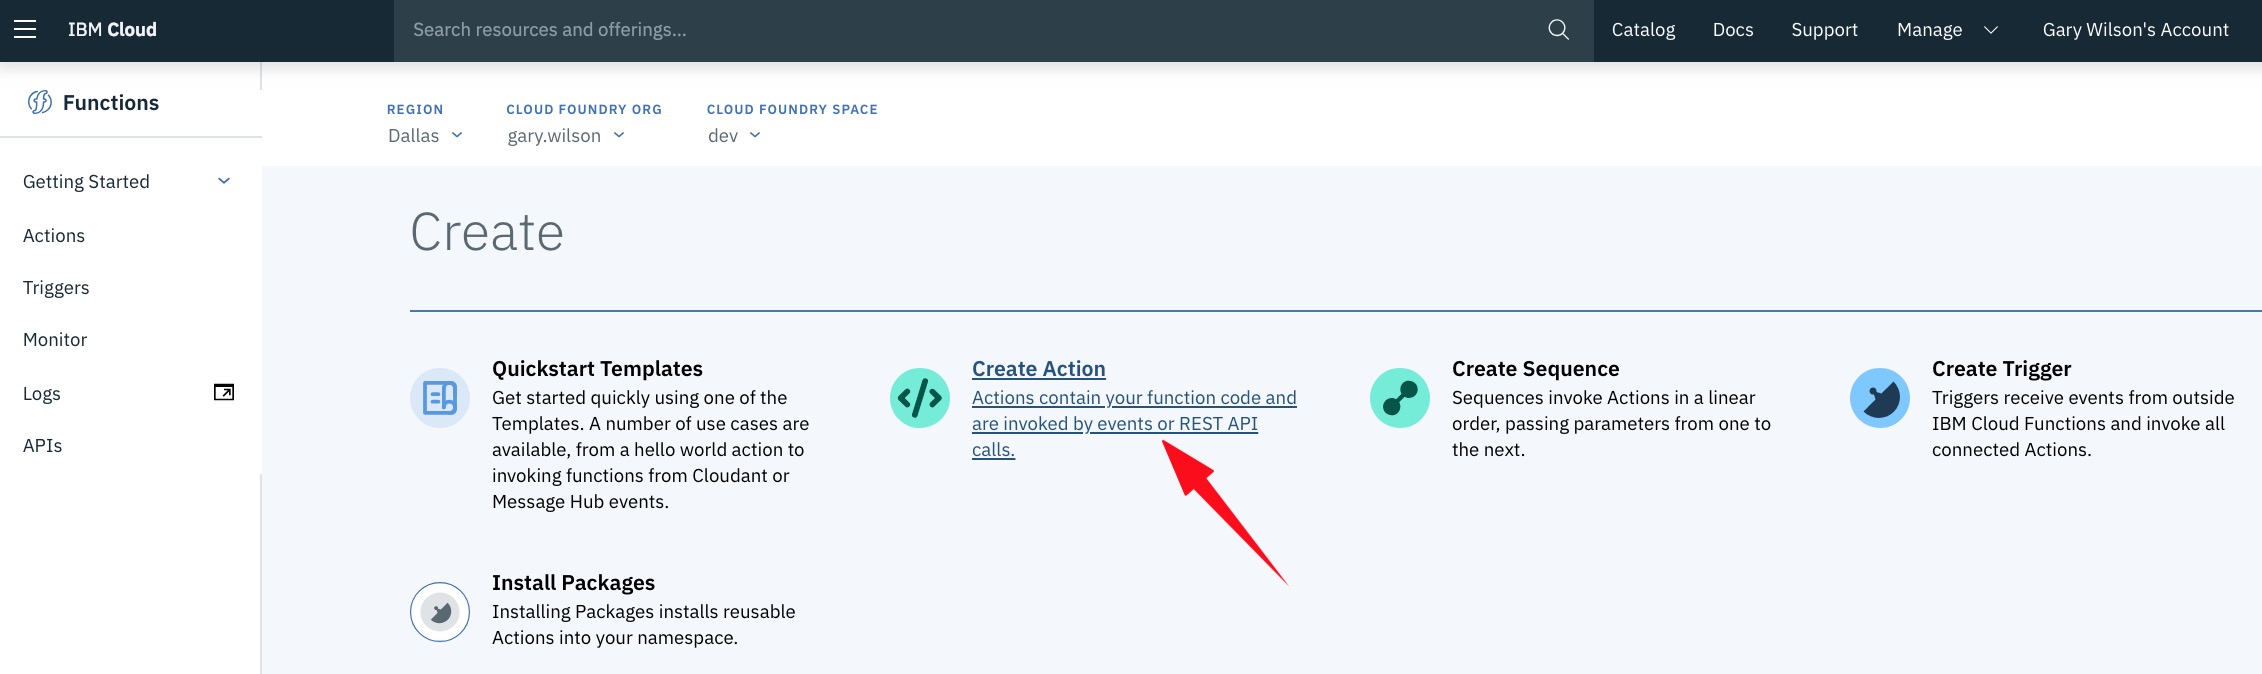 IBM Cloud
Search resources and offerings...
Catalog
Docs
Support
Manage
Gary Wilson's Account
Functions
Getting Started
Actions
Triggers
Monitor
Logs
APIs
REGION
Dallas
CLOUD FOUNDRY ORG
gary.wilson
CLOUD FOUNDRY SPACE
dev
Create
Quickstart Templates
Get started quickly using one of the
Templates. A number of use cases are
available, from a hello world action to
invoking functions from Cloudant or
Message Hub events.
Create Action
Actions contain your function code and
are invoked by events or REST API
calls.
Create Sequence
Sequences invoke Actions in a linear
order, passing parameters from one to
the next.
Create Trigger
Triggers receive events from outside
IBM Cloud Functions and invoke all
connected Actions.
Install Packages
Installing Packages installs reusable
Actions into your namespace.